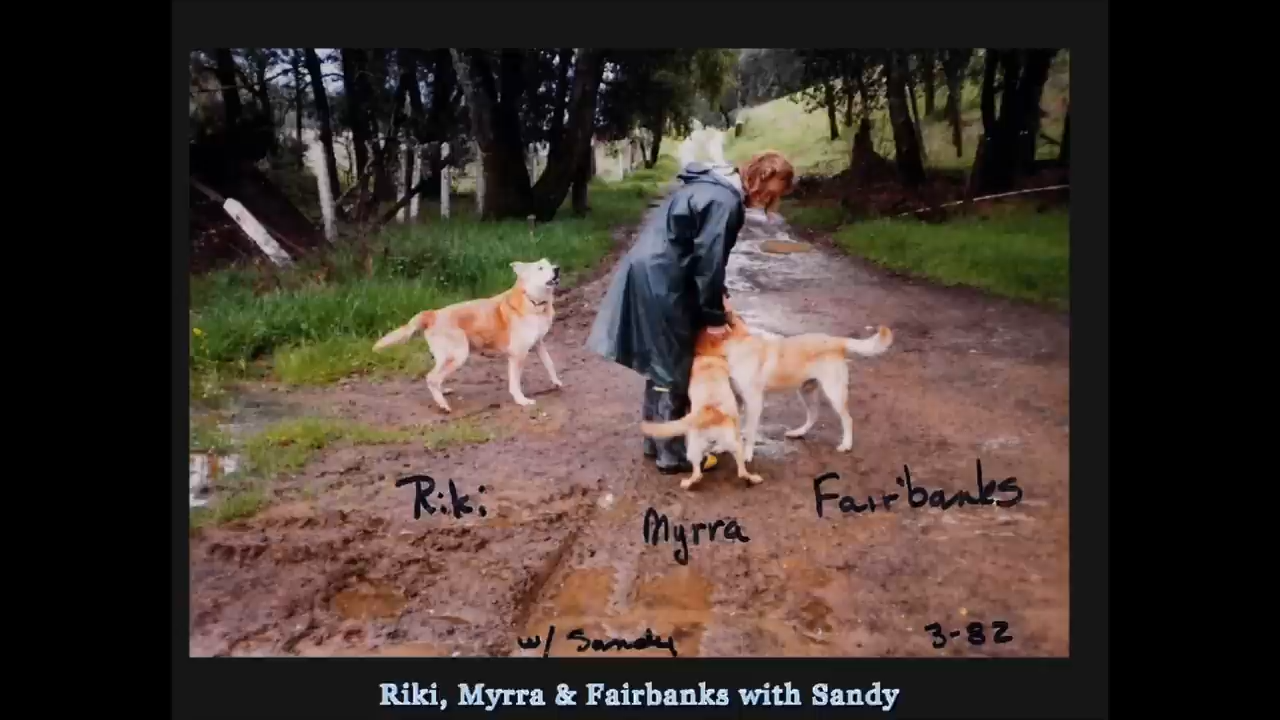 Riki
Myrra
Fairbanks
w/ Sandy
3-82
Riki, Myrra & Fairbanks with Sandy